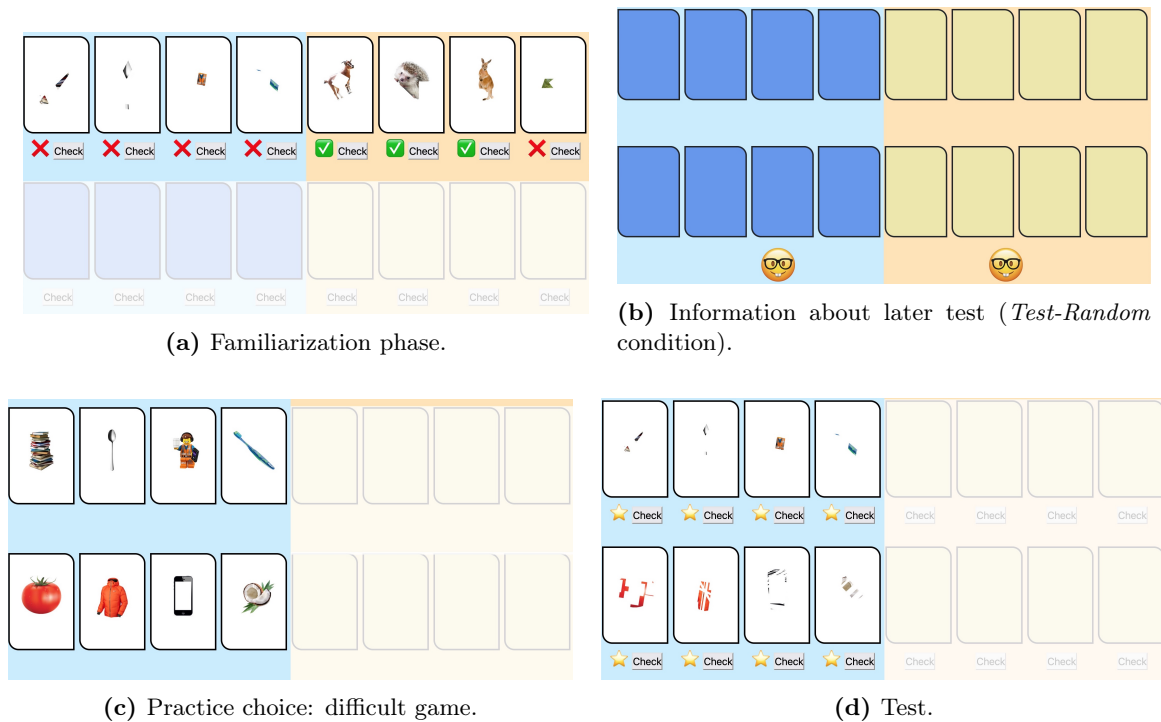 Check Check Check Check Check Check Check Check
Check Check Check Check Check Check Check Check
(a) Familiarization phase.
(b) Information about later test (Test-Random
condition).
(c) Practice choice: difficult game.
Check Check Check Check Check Check Check Check
Check Check Check Check Check Check Check Check
(d) Test.